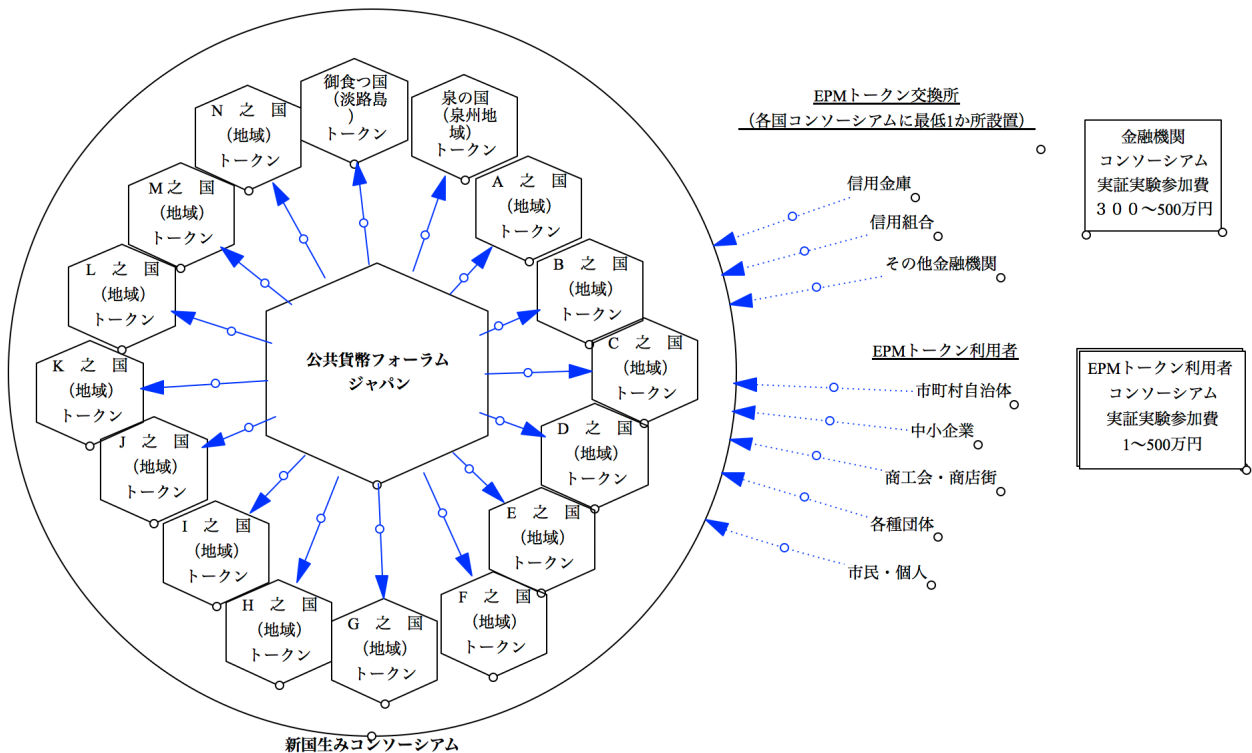 御食つ国
（淡路島
）
トークン
泉の国
（泉州地
域）
トークン
A　之　国
（地域）
トークン
B　之　国
（地域）
トークン
C　之　国
（地域）
トークン
D　之　国
（地域）
トークン
E　之　国
（地域）
トークン
F　之　国
（地域）
トークン
G　之　国
（地域）
トークン
H　之　国
（地域）
トークン
I　之　国
（地域）
トークン
J　之　国
（地域）
トークン
K　之　国
（地域）
トークン
L　之　国
（地域）
トークン
M 之　国
（地域）
トークン
N　之　国
（地域）
トークン
公共貨幣フォーラム
ジャパン
新国生みコンソーシアム
EPMトークン交換所
（各国コンソーシアムに最低1か所設置）
信用金庫
信用組合
その他金融機関
EPMトークン利用者
市町村自治体
中小企業
商工会・商店街
各種団体
市民・個人
金融機関
コンソーシアム
実証実験参加費
３００〜500万円
EPMトークン利用者
コンソーシアム
実証実験参加費
1〜500万円